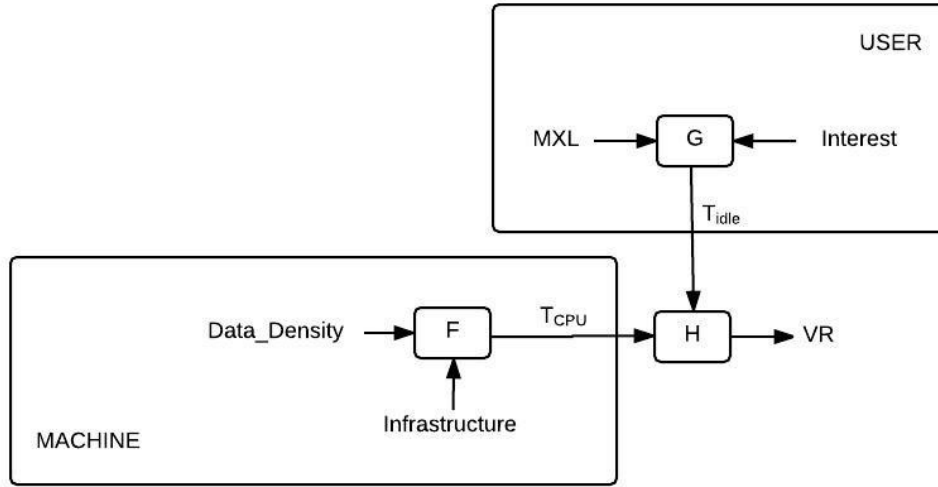 USER
MXL
G
Interest
T_idle
Data_Density
F
T_CPU
H
VR
Infrastructure
MACHINE